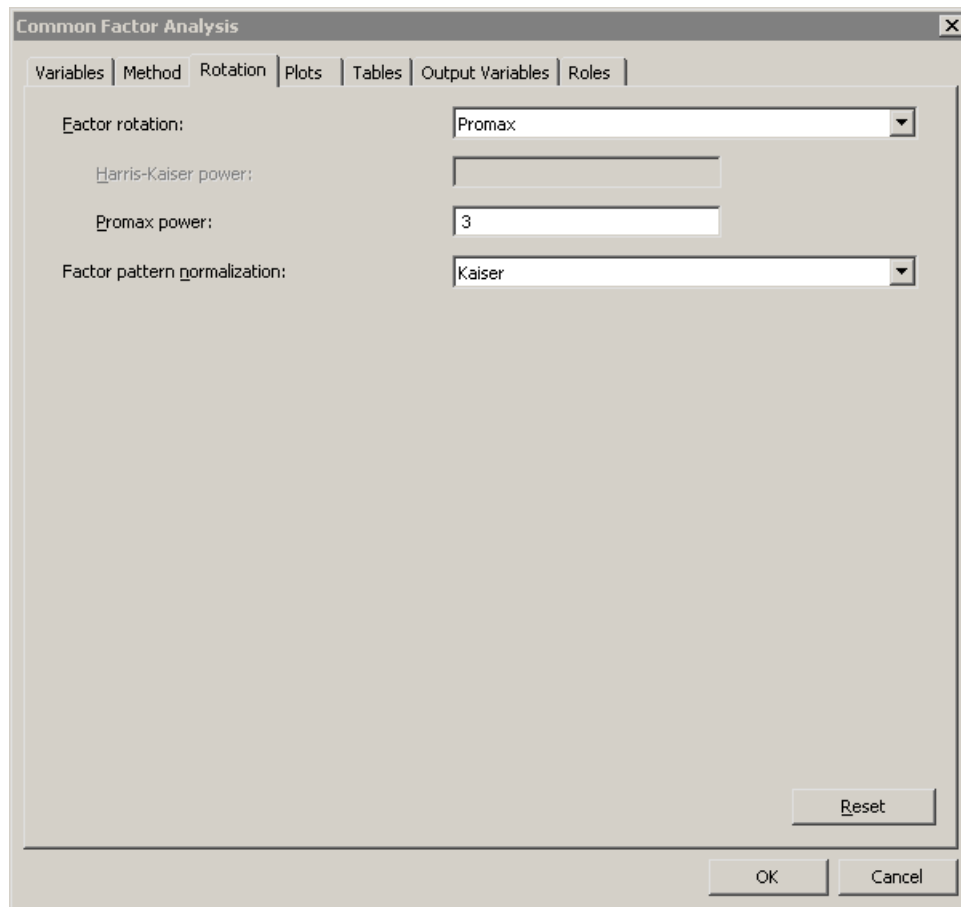 Common Factor Analysis
Variables Method Rotation Plots Tables Output Variables Roles
Factor rotation: Promax
Harris-Kaiser power:
Promax power: 3
Factor pattern normalization: Kaiser
Reset
OK Cancel